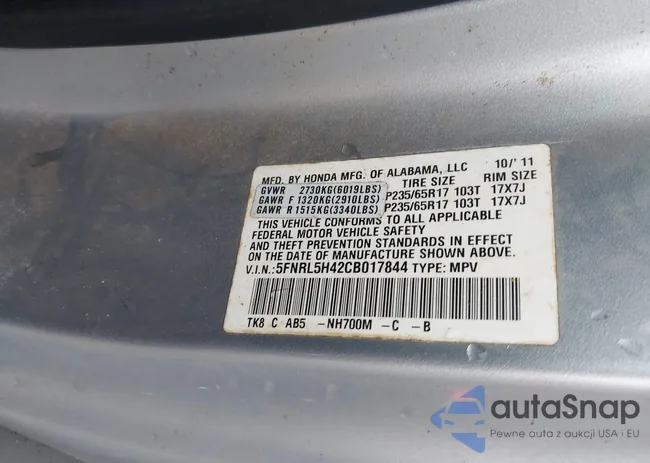 MFD. BY HONDA MFG. OF ALABAMA, LLC 10/'11
TIRE SIZE RIM SIZE
GVWR 2730KG(6019LBS)
GAWR F 1320KG(2910LBS) P235/65R17 103T 17X7J
GAWR R 1515KG(3340LBS) P235/65R17 103T 17X7J
THIS VEHICLE CONFORMS TO ALL APPLICABLE
FEDERAL MOTOR VEHICLE SAFETY
AND THEFT PREVENTION STANDARDS IN EFFECT
ON THE DATE OF MANUFACTURE SHOWN ABOVE.
V.I.N.:5FNRL5H42CB017844 TYPE: MPV
TK8 C AB5 -NH700M -C -B
autaSnap
Pewne auta z aukcji USA i EU